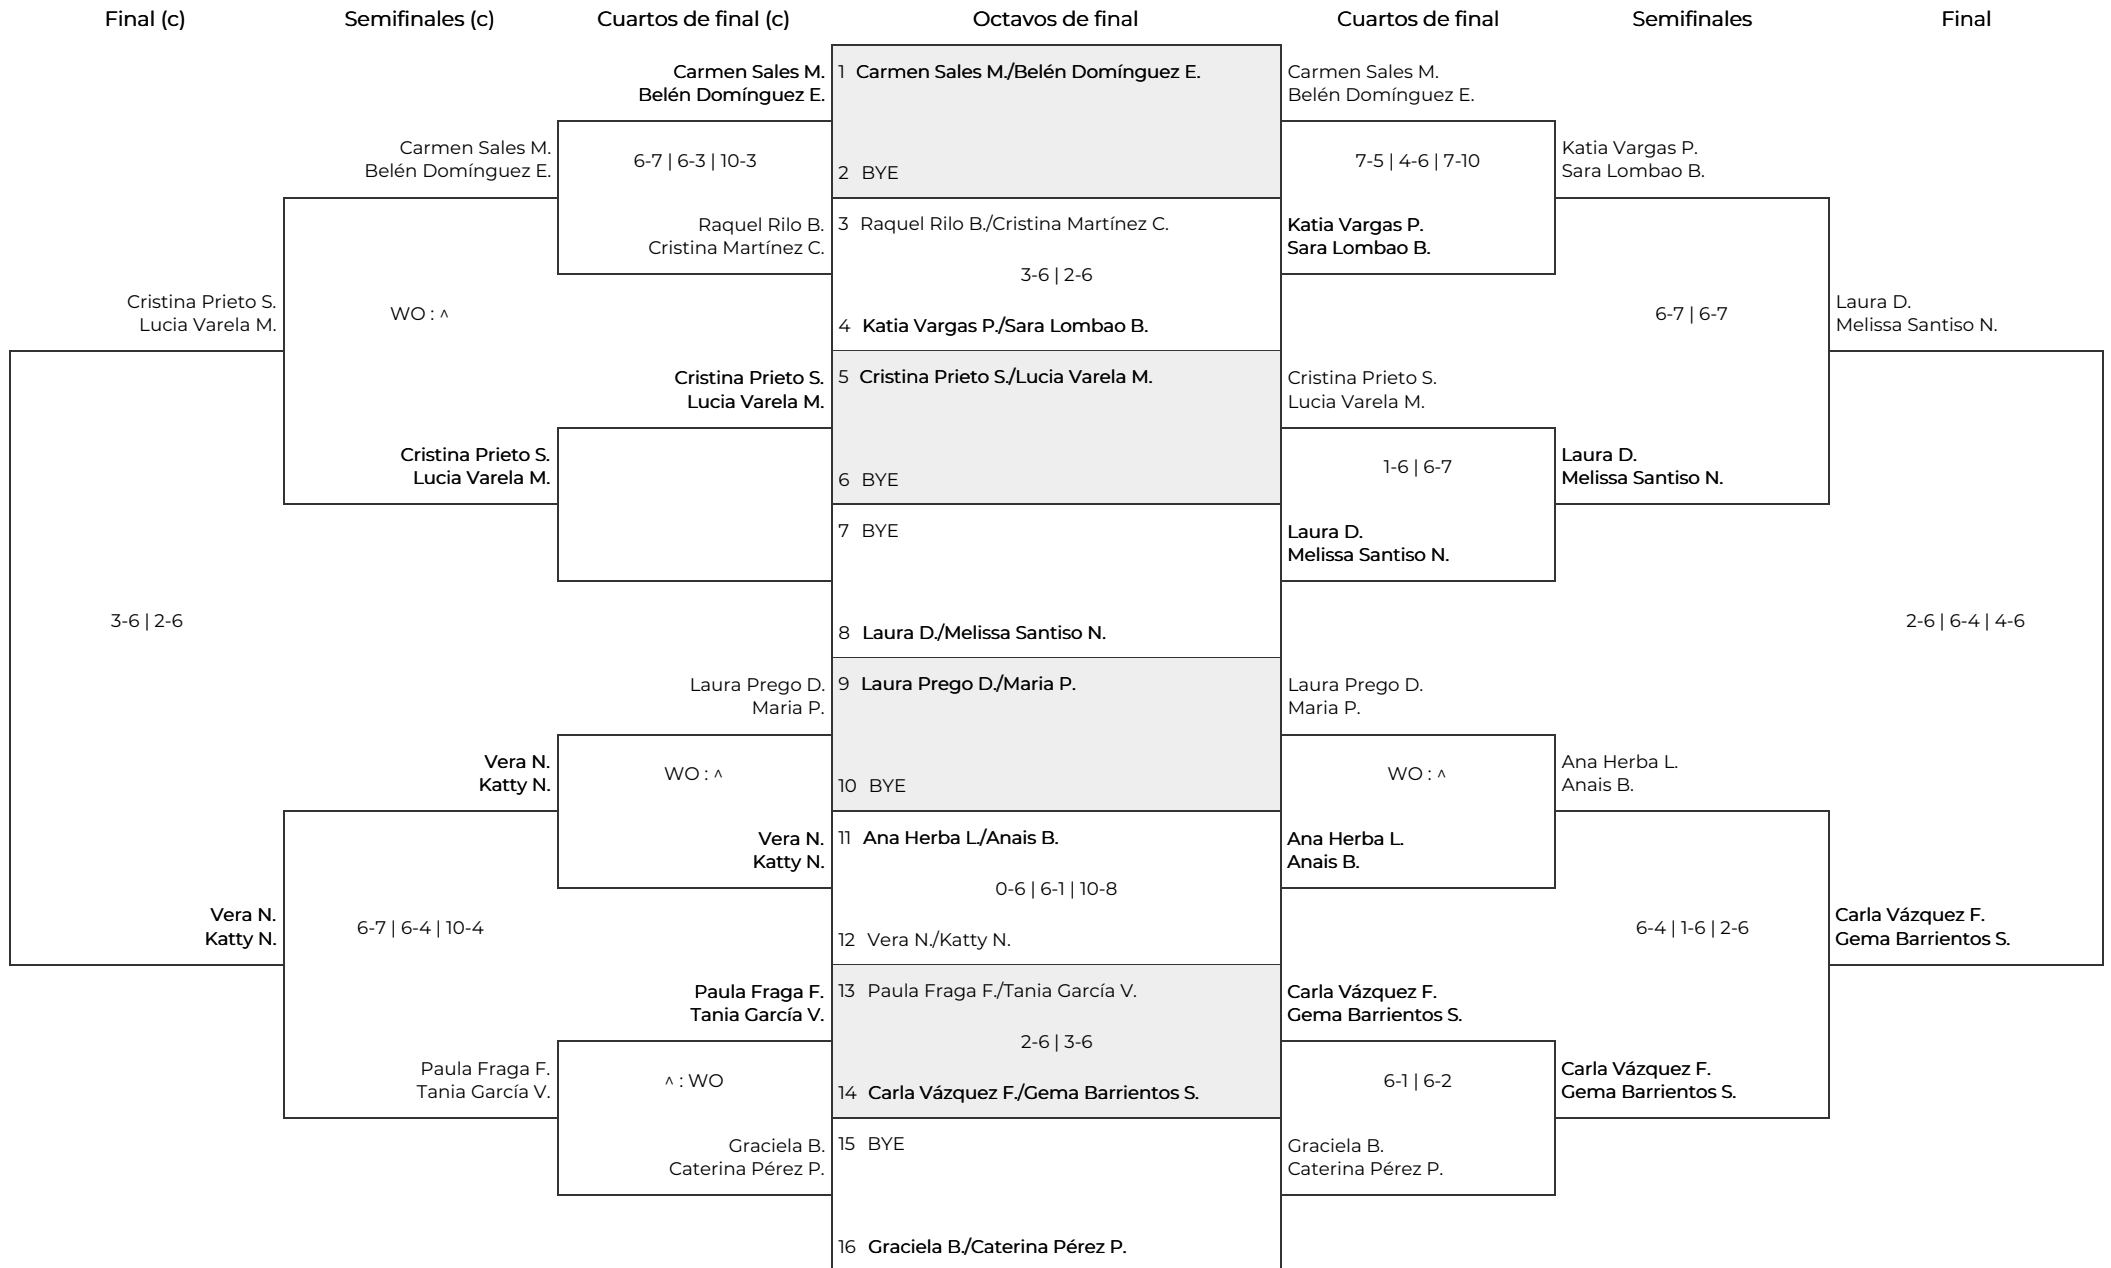 Final (c)
Semifinales (c)
Cuartos de final (c)
Octavos de final
Cuartos de final
Semifinales
Final
Cristina Prieto S.
Lucia Varela M.
3-6 | 2-6
Vera N.
Katty N.
Carmen Sales M.
Belén Domínguez E.
WO : ^
Cristina Prieto S.
Lucia Varela M.
Vera N.
Katty N.
6-7 | 6-4 | 10-4
Paula Fraga F.
Tania García V.
Carmen Sales M.
Belén Domínguez E.
6-7 | 6-3 | 10-3
Raquel Rilo B.
Cristina Martínez C.
Cristina Prieto S.
Lucia Varela M.
Laura Prego D.
Maria P.
WO : ^
Vera N.
Katty N.
Paula Fraga F.
Tania García V.
^ : WO
Graciela B.
Caterina Pérez P.
1 Carmen Sales M./Belén Domínguez E.
2 BYE
3 Raquel Rilo B./Cristina Martínez C.
3-6 | 2-6
4 Katia Vargas P./Sara Lombao B.
5 Cristina Prieto S./Lucia Varela M.
6 BYE
7 BYE
8 Laura D./Melissa Santiso N.
9 Laura Prego D./Maria P.
10 BYE
11 Ana Herba L./Anais B.
0-6 | 6-1 | 10-8
12 Vera N./Katty N.
13 Paula Fraga F./Tania García V.
2-6 | 3-6
14 Carla Vázquez F./Gema Barrientos S.
15 BYE
16 Graciela B./Caterina Pérez P.
Carmen Sales M.
Belén Domínguez E.
7-5 | 4-6 | 7-10
Katia Vargas P.
Sara Lombao B.
Cristina Prieto S.
Lucia Varela M.
1-6 | 6-7
Laura D.
Melissa Santiso N.
Laura Prego D.
Maria P.
WO : ^
Ana Herba L.
Anais B.
Carla Vázquez F.
Gema Barrientos S.
6-1 | 6-2
Graciela B.
Caterina Pérez P.
Katia Vargas P.
Sara Lombao B.
6-7 | 6-7
Laura D.
Melissa Santiso N.
Ana Herba L.
Anais B.
6-4 | 1-6 | 2-6
Carla Vázquez F.
Gema Barrientos S.
Laura D.
Melissa Santiso N.
2-6 | 6-4 | 4-6
Carla Vázquez F.
Gema Barrientos S.